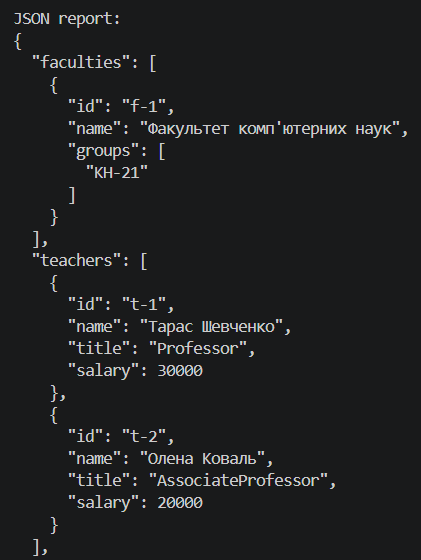 JSON report:
{
  "faculties": [
    {
      "id": "f-1",
      "name": "Факультет комп'ютерних наук",
      "groups": [
        "КН-21"
      ]
    }
  ],
  "teachers": [
    {
      "id": "t-1",
      "name": "Тарас Шевченко",
      "title": "Professor",
      "salary": 30000
    },
    {
      "id": "t-2",
      "name": "Олена Коваль",
      "title": "AssociateProfessor",
      "salary": 20000
    }
  ],